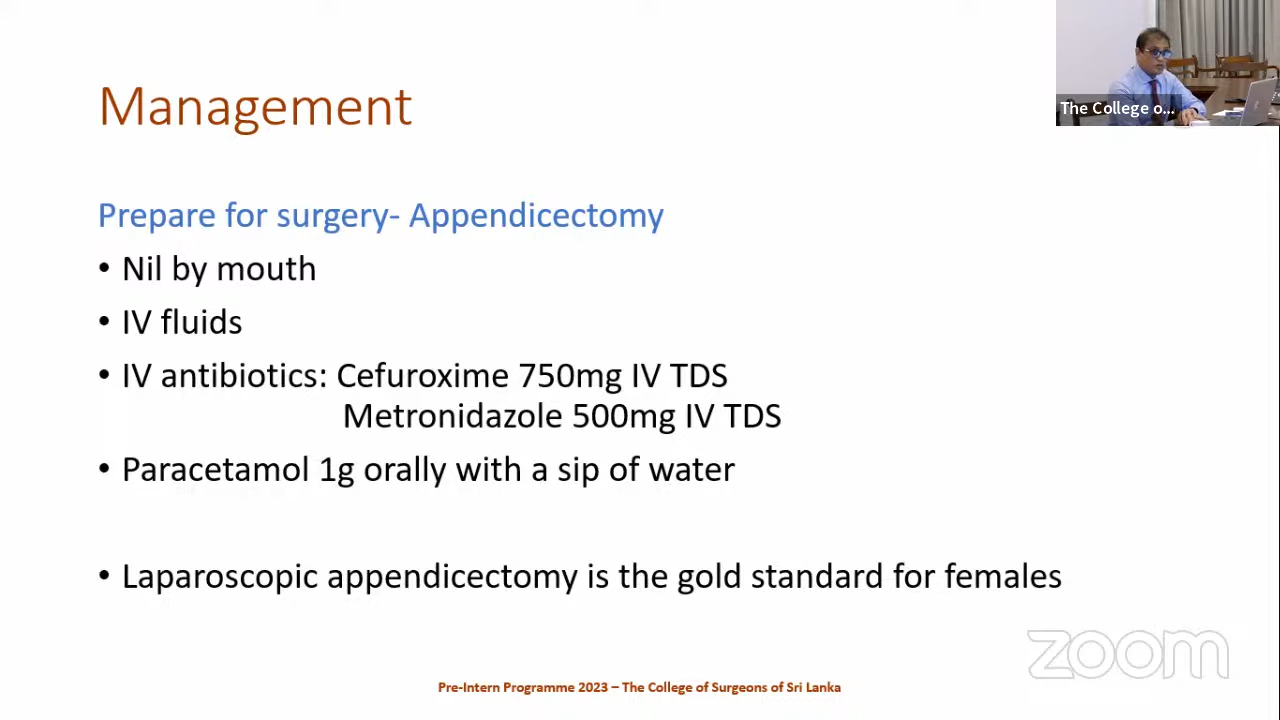 The College o...
Management
Prepare for surgery- Appendicectomy
• Nil by mouth
• IV fluids
• IV antibiotics: Cefuroxime 750mg IV TDS
Metronidazole 500mg IV TDS
• Paracetamol 1g orally with a sip of water
• Laparoscopic appendicectomy is the gold standard for females
zoom
Pre-Intern Programme 2023 – The College of Surgeons of Sri Lanka